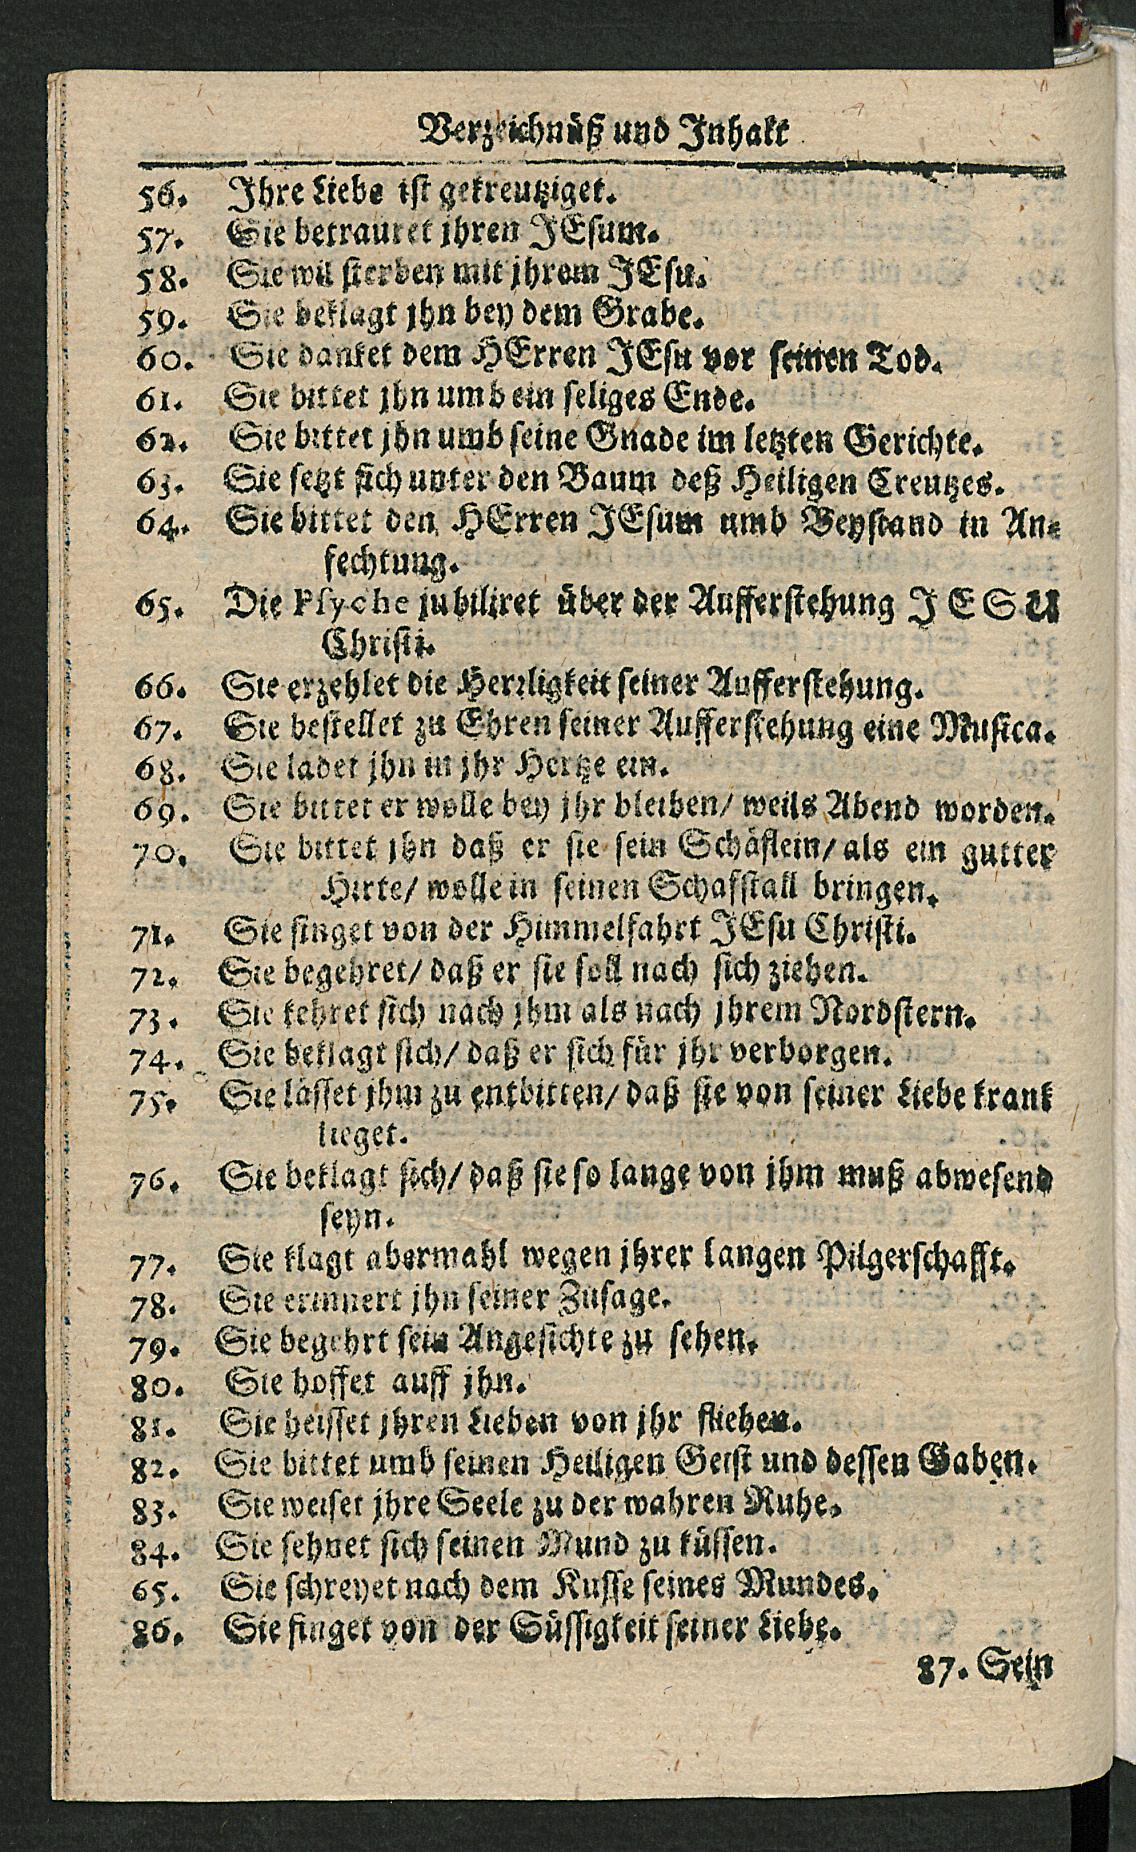 Verzeichnüß und Inhalt
56. Ihre Liebe ist gekreutziget.
57. Sie betrauret jhren JEsum.
58. Sie wil sterben mit jhrem JEsu.
59. Sie beklagt jhn bey dem Grabe.
60. Sie danket dem HErren JEsu vor seinen Tod.
61. Sie bittet jhn umb ein seliges Ende.
62. Sie bittet jhn umb seine Gnade im letzten Gerichte.
63. Sie setzt sich unter den Baum deß Heiligen Creutzes.
64. Sie bittet den HErren JEsum umb Beystand in An-
fechtung.
65. Die Psyche jubiliret über der Aufferstehung JESU
Christi.
66. Sie erzehlet die Herrligkeit seiner Aufferstehung.
67. Sie bestellet zu Ehren seiner Aufferstehung eine Musica.
68. Sie ladet jhn in jhr Hertze ein.
69. Sie bittet er wolle bey jhr bleiben/ weils Abend worden.
70. Sie bittet jhn daß er sie sein Schäflein/ als ein gutter
Hirte/ wolle in seinen Schafstall bringen.
71. Sie singet von der Himmelfahrt JEsu Christi.
72. Sie begehret/ daß er sie soll nach sich ziehen.
73. Sie kehret sich nach jhm als nach jhrem Nordstern.
74. Sie beklagt sich/ daß er sich für jhr verborgen.
75. Sie lässet jhm zu entbitten/ daß sie von seiner Liebe krank
lieget.
76. Sie beklagt sich/ daß sie so lange von jhm muß abwesend
seyn.
77. Sie klagt abermahl wegen jhrer langen Pilgerschafft.
78. Sie erinnert jhn seiner Zusage.
79. Sie begehrt sein Angesichte zu sehen.
80. Sie hoffet auff jhn.
81. Sie heisset jhren Lieben von jhr fliehen.
82. Sie bittet umb seinen Heiligen Geist und dessen Gaben.
83. Sie weiset jhre Seele zu der wahren Ruhe.
84. Sie sehnet sich seinen Mund zu küssen.
65. Sie schreyet nach dem Kusse seines Mundes.
86. Sie singet von der Süssigkeit seiner Liebe.
87. Sein